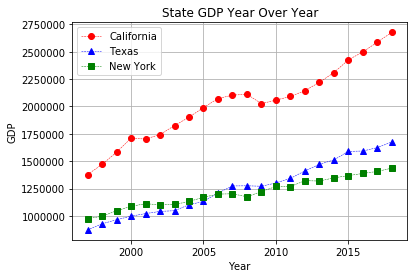 State GDP Year Over Year
2750000
2500000
2250000
2000000
1750000
1500000
1250000
1000000
GDP
California
Texas
New York
2000 2005 2010 2015
Year